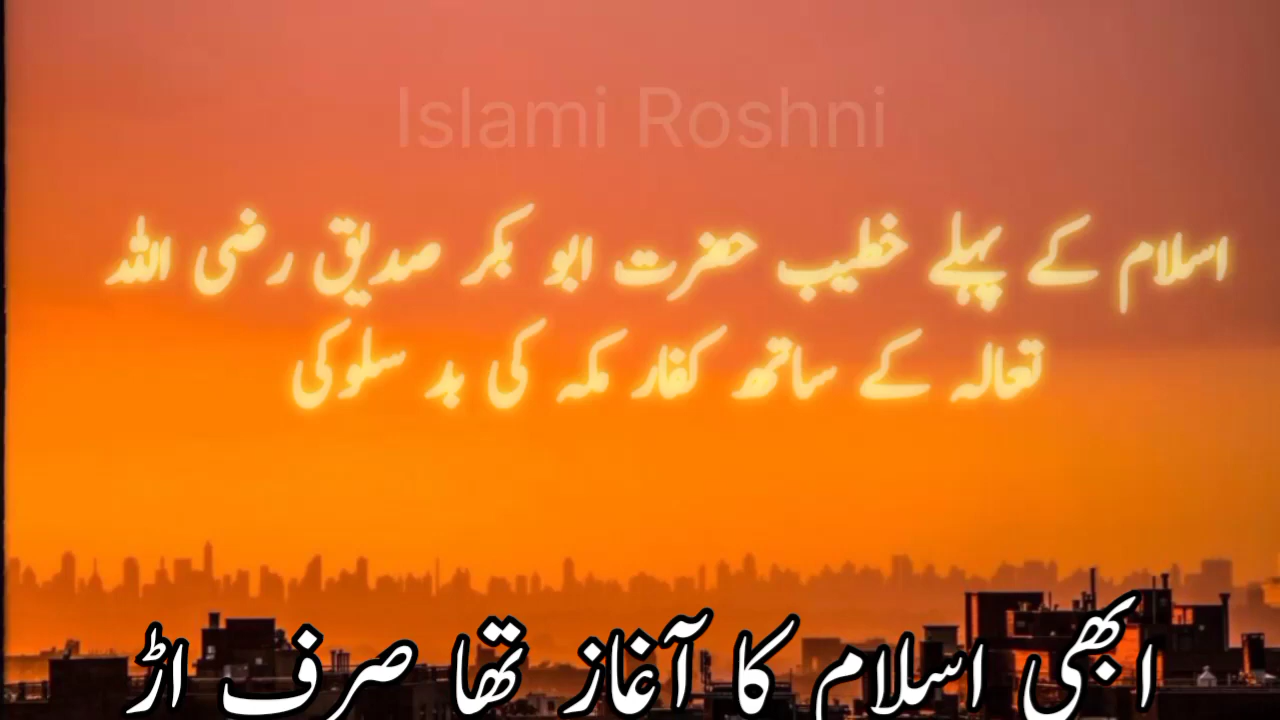 Islami Roshni
اسلام کے پہلے خطیب حضرت ابو بکر صدیق رضی اللہ
تعالہ کے ساتھ کفار مکہ کی بد سلوکی
ابھی اسلام کا آغاز تھا صرف اڑ